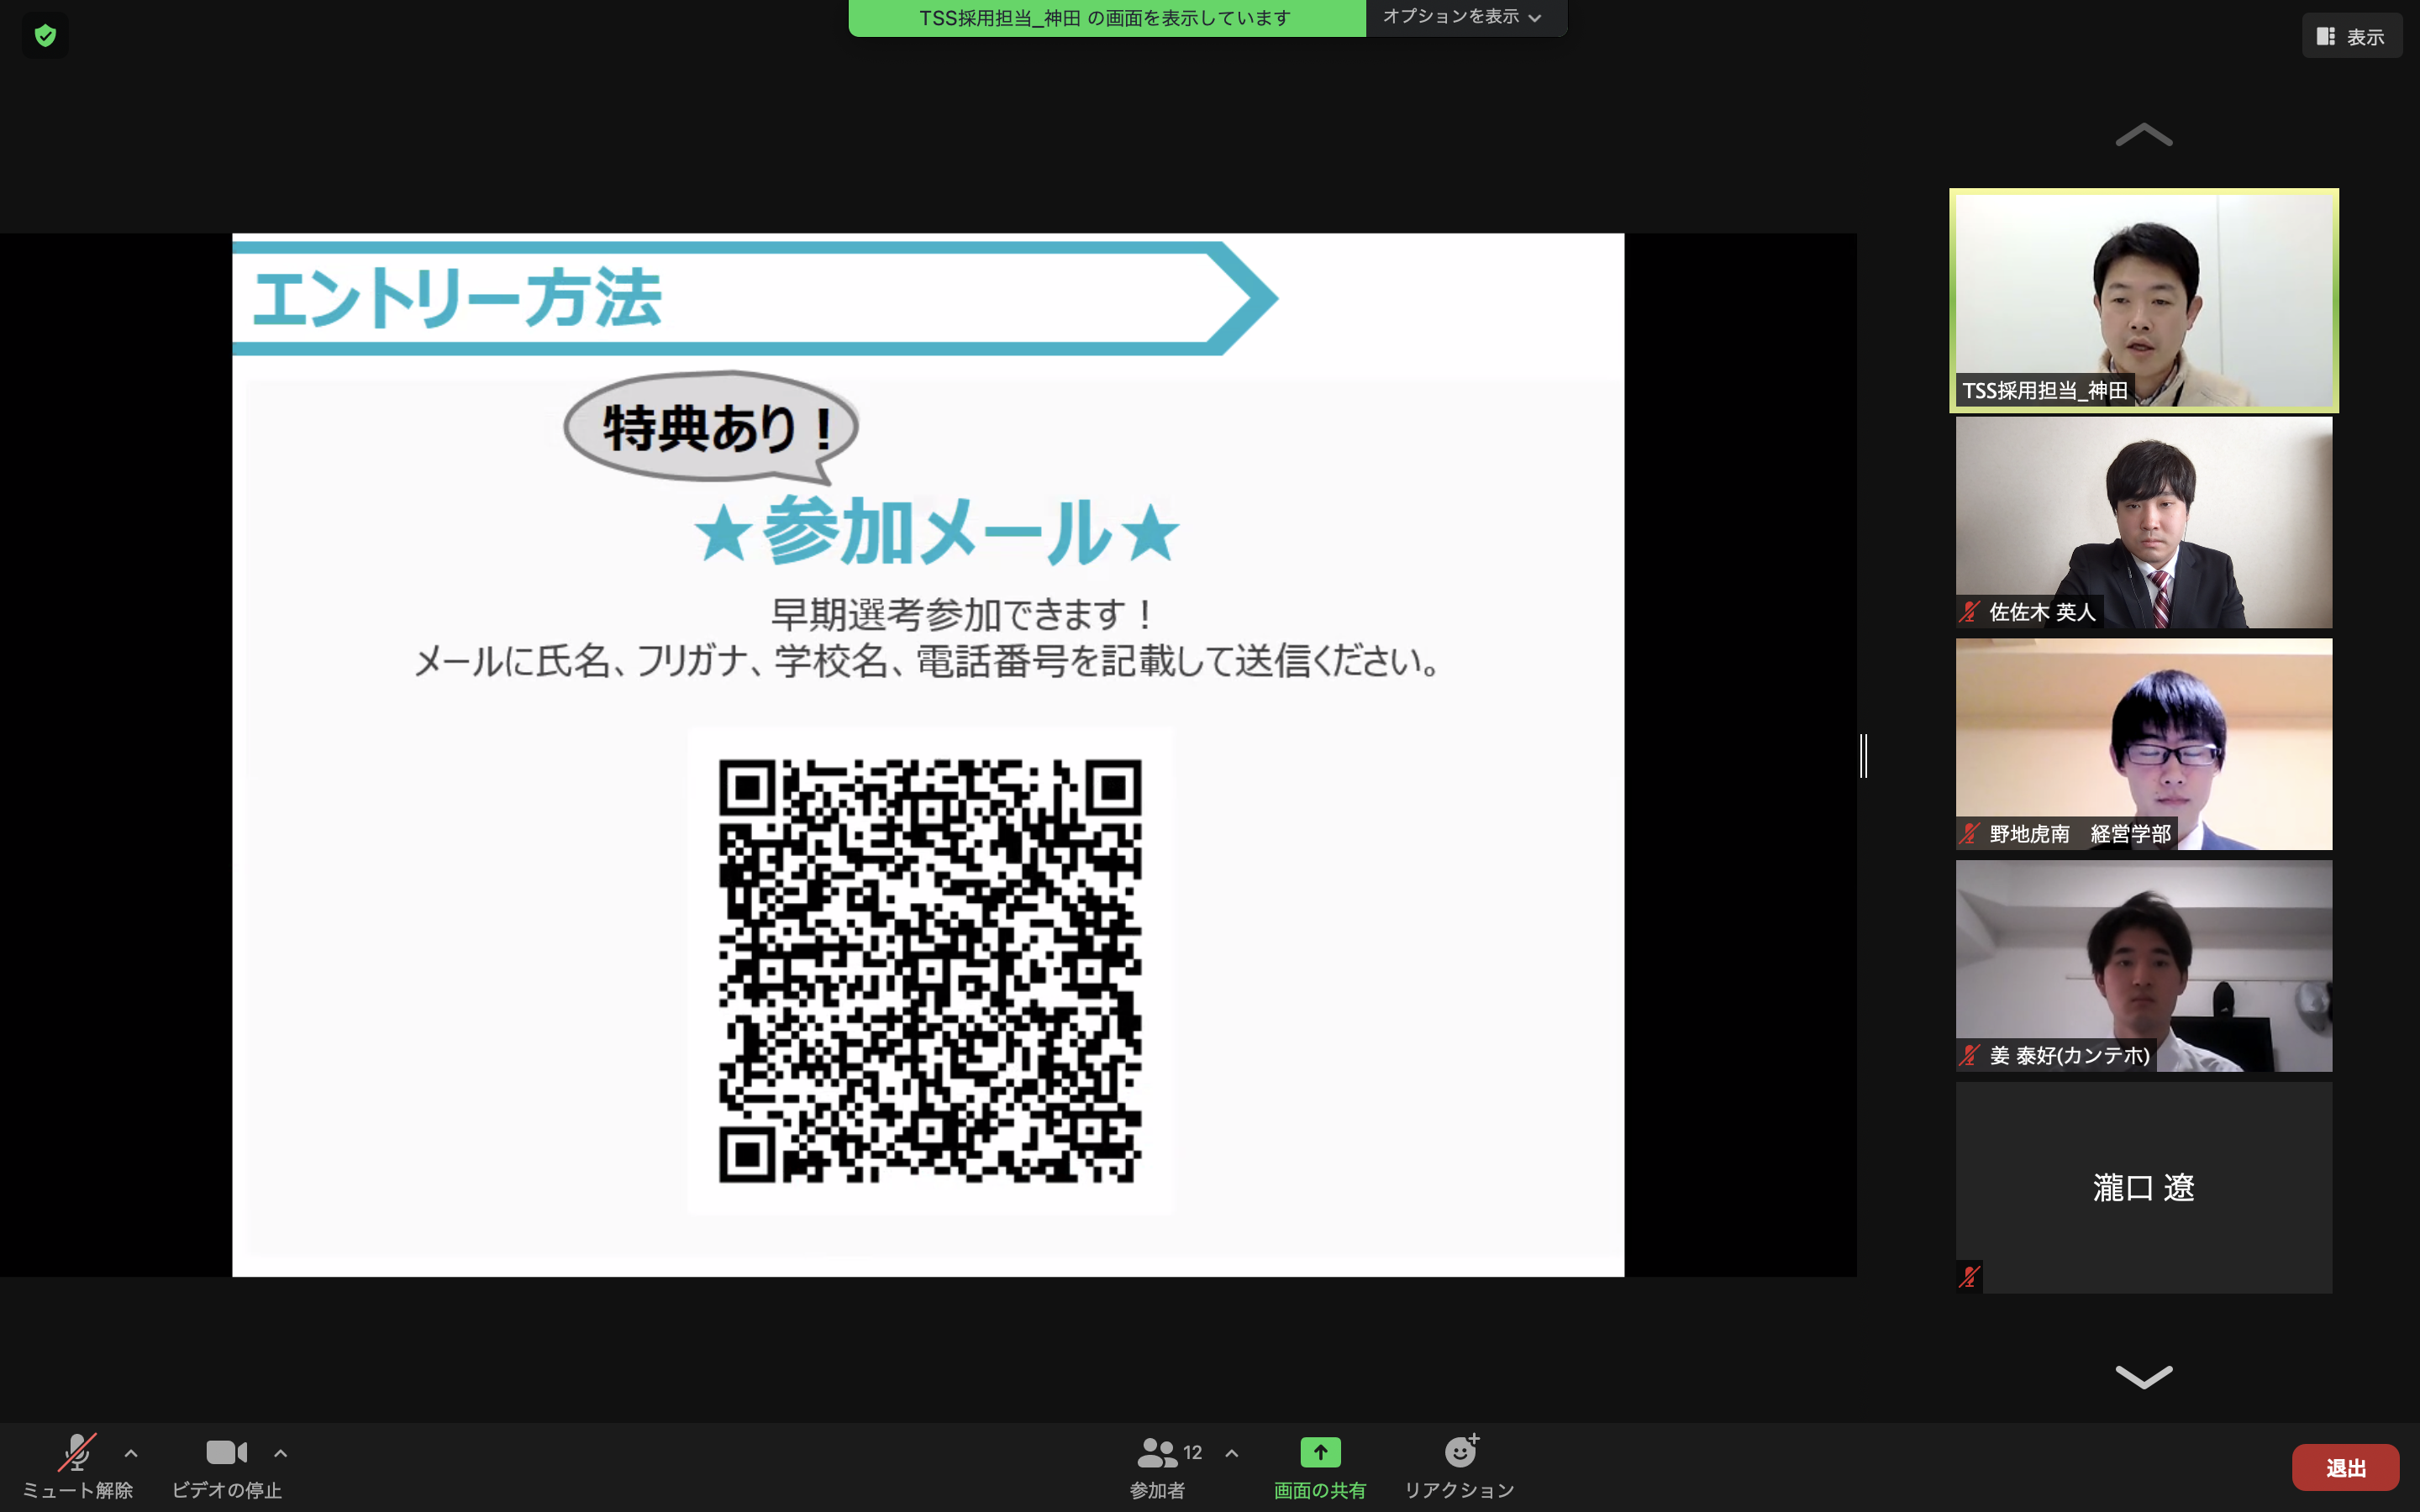 TSS採用担当_神田 の画面を表示しています
オプションを表示
表示
エントリー方法
特典あり！
★参加メール★
早期選考参加できます！
メールに氏名、フリガナ、学校名、電話番号を記載して送信ください。
TSS採用担当_神田
佐佐木 英人
野地虎南　経営学部
姜 泰好(カンテホ)
瀧口 遼
ミュート解除
ビデオの停止
12
参加者
画面の共有
リアクション
退出